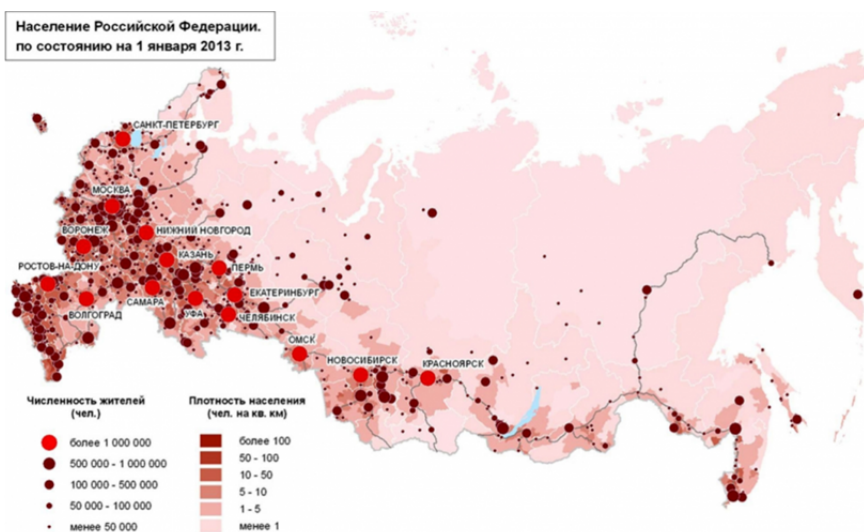 Население Российской Федерации.
по состоянию на 1 января 2013 г.
САНКТ-ПЕТЕРБУРГ
МОСКВА
ВОРОНЕЖ
НИЖНИЙ НОВГОРОД
КАЗАНЬ
РОСТОВ-НА-ДОНУ
ПЕРМЬ
ЕКАТЕРИНБУРГ
САМАРА
УФА
ЧЕЛЯБИНСК
ВОЛГОГРАД
ОМСК
НОВОСИБИРСК
КРАСНОЯРСК
Численность жителей
(чел.)
более 1 000 000
500 000 - 1 000 000
100 000 - 500 000
50 000 - 100 000
менее 50 000
Плотность населения
(чел. на кв. км)
более 100
50 - 100
10 - 50
5 - 10
1 - 5
менее 1